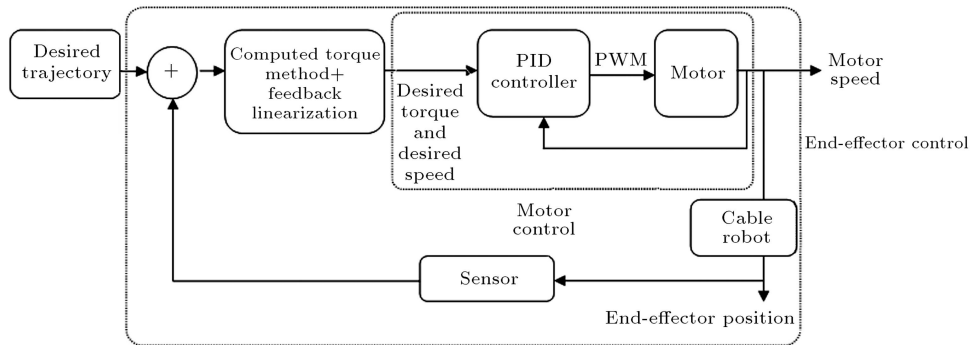 Desired
trajectory
+
Computed torque
method+
feedback
linearization
Desired
torque
and
desired
speed
PID
controller
PWM
Motor
Motor
speed
End-effector control
Motor
control
Cable
robot
Sensor
End-effector position